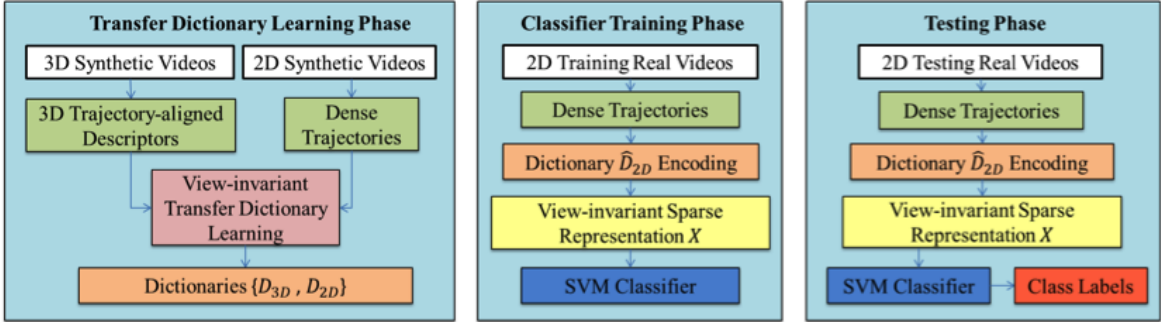 Transfer Dictionary Learning Phase
3D Synthetic Videos
2D Synthetic Videos
3D Trajectory-aligned
Descriptors
Dense
Trajectories
View-invariant
Transfer Dictionary
Learning
Dictionaries {D₃D , D₂D}
Classifier Training Phase
2D Training Real Videos
Dense Trajectories
Dictionary D̂₂D Encoding
View-invariant Sparse
Representation X
SVM Classifier
Testing Phase
2D Testing Real Videos
Dense Trajectories
Dictionary D̂₂D Encoding
View-invariant Sparse
Representation X
SVM Classifier
Class Labels